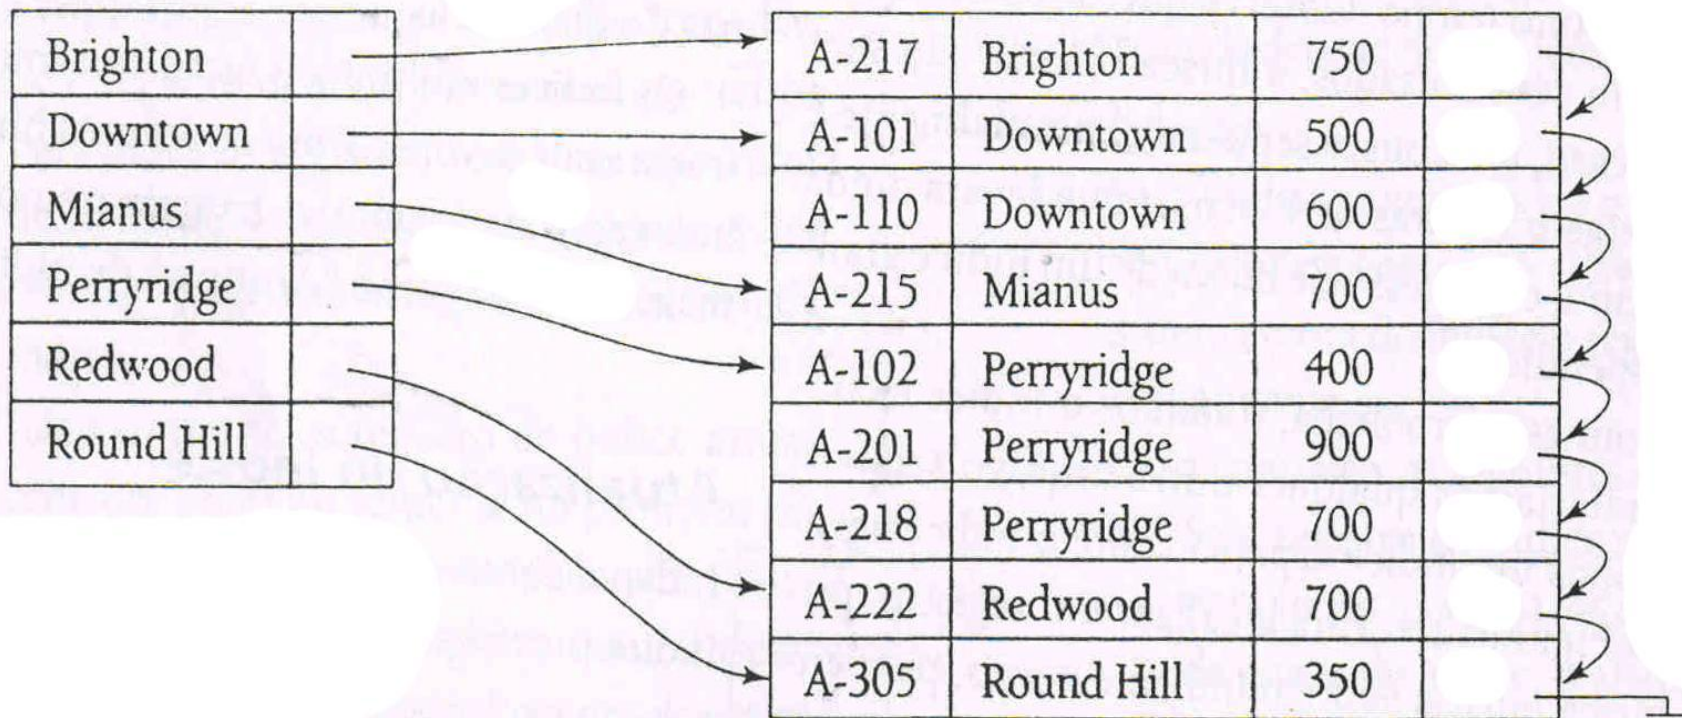 Brighton
Downtown
Mianus
Perryridge
Redwood
Round Hill
A-217 Brighton 750
A-101 Downtown 500
A-110 Downtown 600
A-215 Mianus 700
A-102 Perryridge 400
A-201 Perryridge 900
A-218 Perryridge 700
A-222 Redwood 700
A-305 Round Hill 350